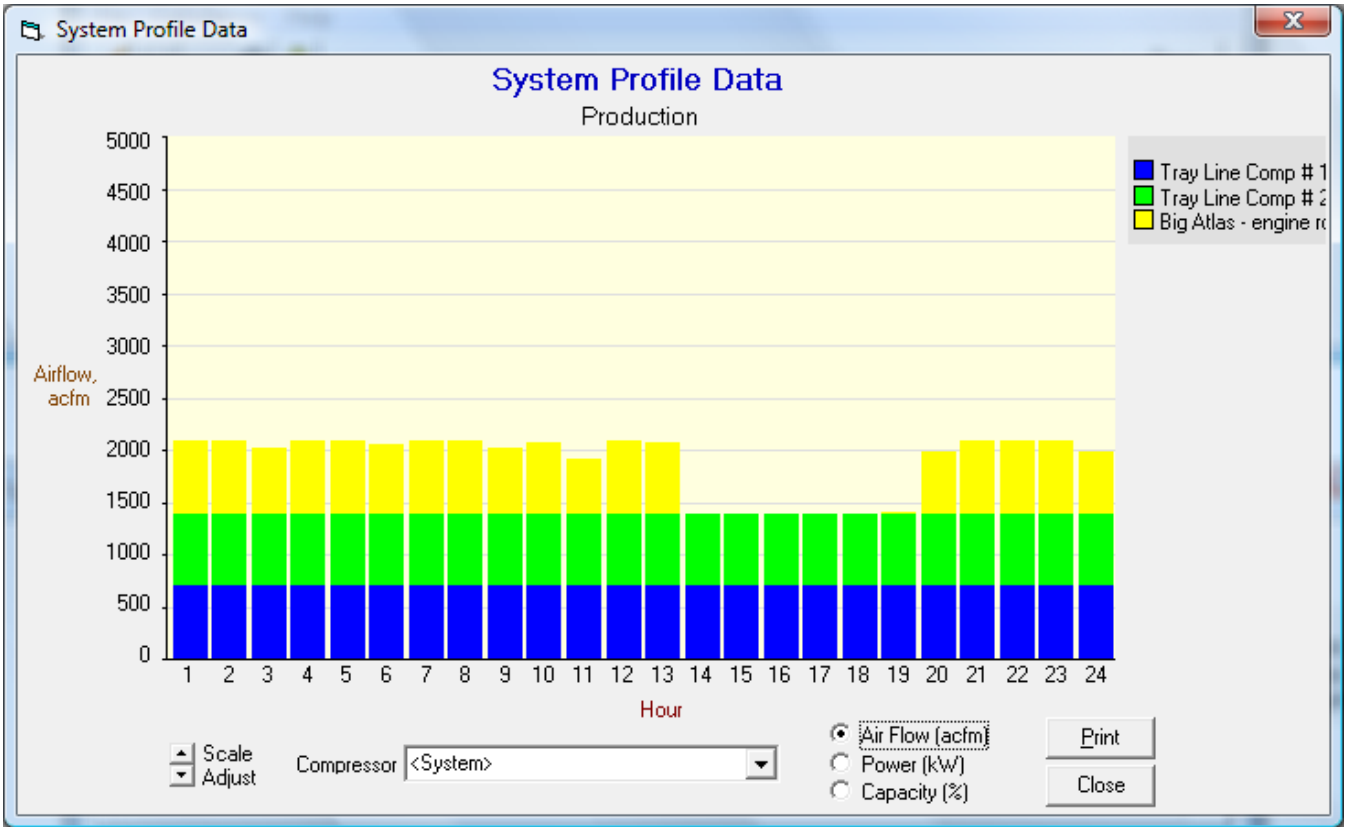 System Profile Data
System Profile Data
Production
5000
4500
4000
3500
3000
2500
2000
1500
1000
500
0
Airflow,
acfm
Tray Line Comp # 1
Tray Line Comp # 2
Big Atlas - engine
1 2 3 4 5 6 7 8 9 10 11 12 13 14 15 16 17 18 19 20 21 22 23 24
Hour
Scale
Adjust
Compressor <System>
Air Flow (acfm)
Power (kW)
Capacity (%)
Print
Close